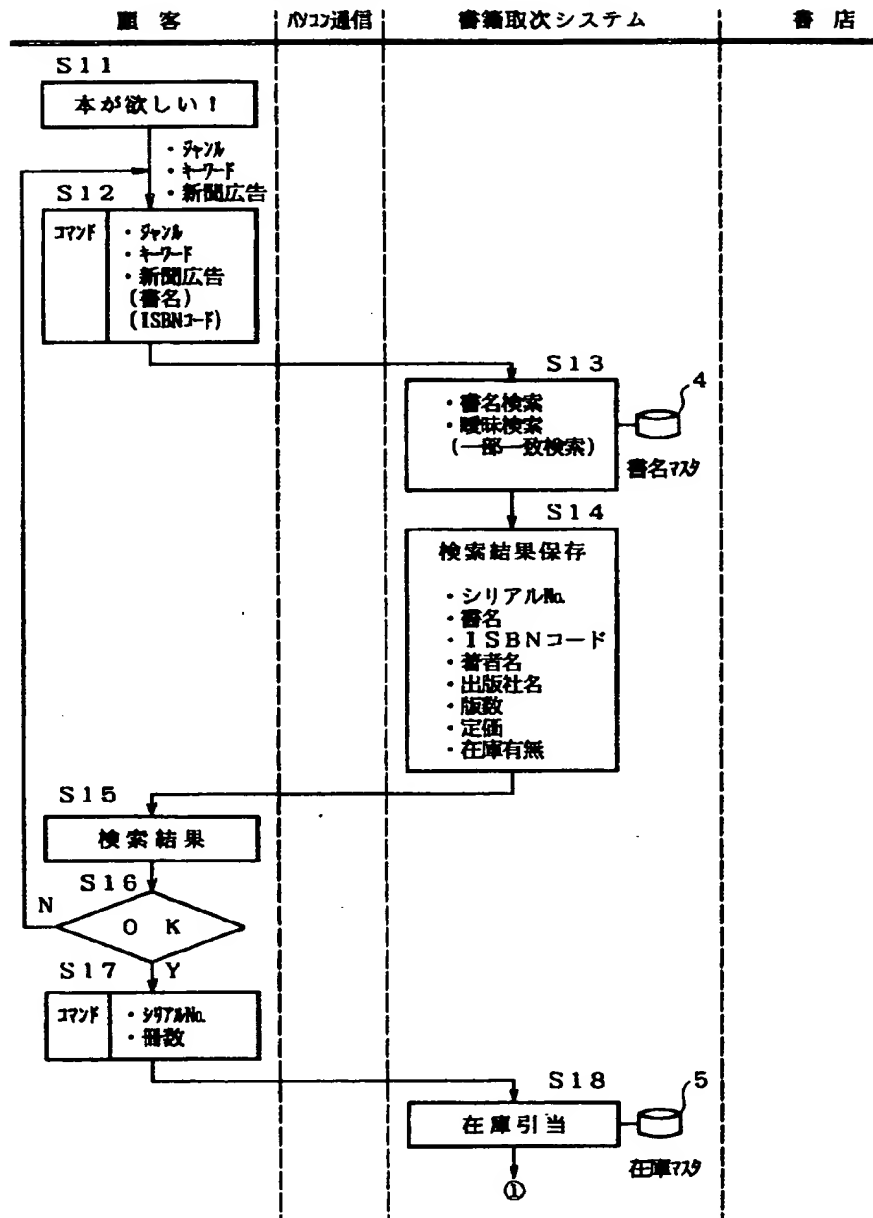 顧 客
パソコン通信
書籍取次システム
書 店
S11
本が欲しい！
・ジャンル
・キーワード
・新聞広告
S12
コマンド
・ジャンル
・キーワード
・新聞広告
(書名)
(ISBNコード)
S13
・書名検索
・曖昧検索
(一部一致検索)
4
書名マスタ
S14
検索結果保存
・シリアルNo.
・書名
・ISBNコード
・著者名
・出版社名
・版数
・定価
・在庫有無
S15
検索結果
S16
N
O K
Y
S17
コマンド
・シリアルNo.
・冊数
S18
5
在庫引当
在庫マスタ
①